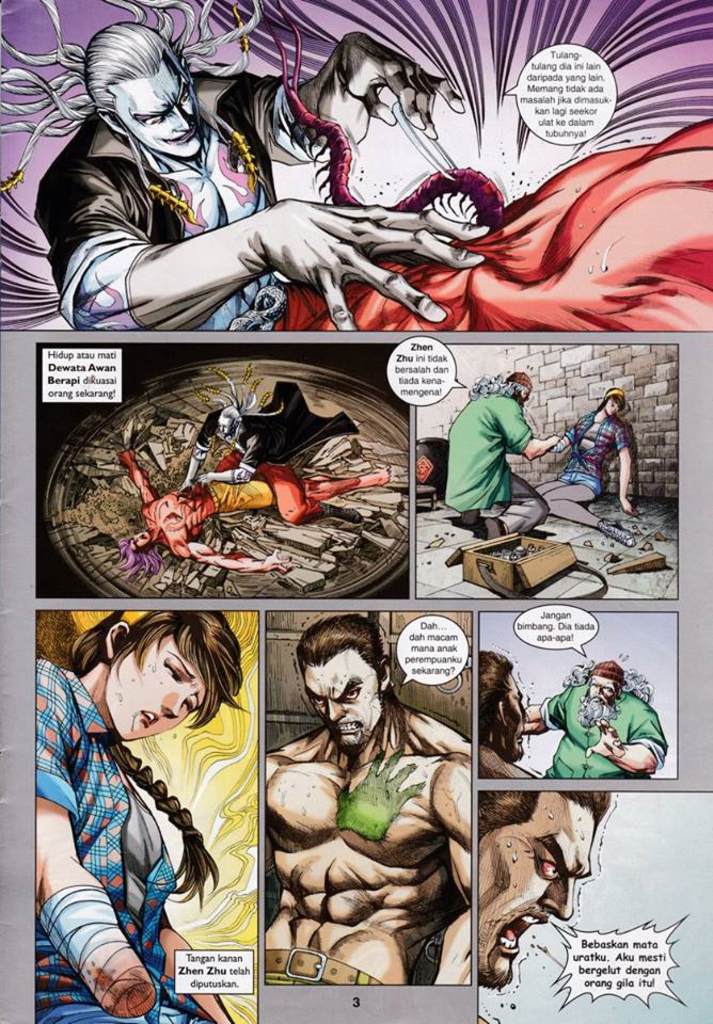 Tulang-
tulang dia ini lain
daripada yang lain.
Memang tidak ada
masalah jika dimasuk-
kan lagi seekor
ulat ke dalam
tubuhnya!
Hidup atau mati
Dewata Awan
Berapi dikuasai
orang sekarang!
Zhen
Zhu ini tidak
bersalah dan
tiada kena-
mengena!
Tangan kanan
Zhen Zhu telah
diputuskan.
Dah...
dah macam
mana anak
perempuanku
sekarang?
Jangan
bimbang. Dia tiada
apa-apa!
Bebaskan mata
uratku. Aku mesti
bergelut dengan
orang gila itu!
3